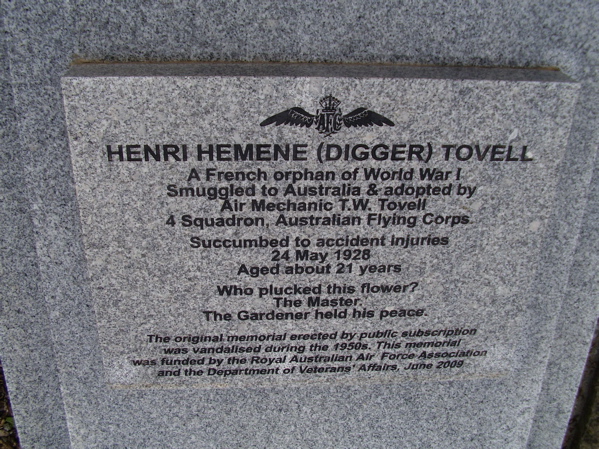 AFC
HENRI HEMENE (DIGGER) TOVELL
A French orphan of World War I
Smuggled to Australia & adopted by
Air Mechanic T.W. Tovell
4 Squadron, Australian Flying Corps
Succumbed to accident injuries
24 May 1928
Aged about 21 years
Who plucked this flower?
The Master.
The Gardener held his peace.
The original memorial erected by public subscription
was vandalised during the 1950s. This memorial
was funded by the Royal Australian Air Force Association
and the Department of Veterans' Affairs, June 2009